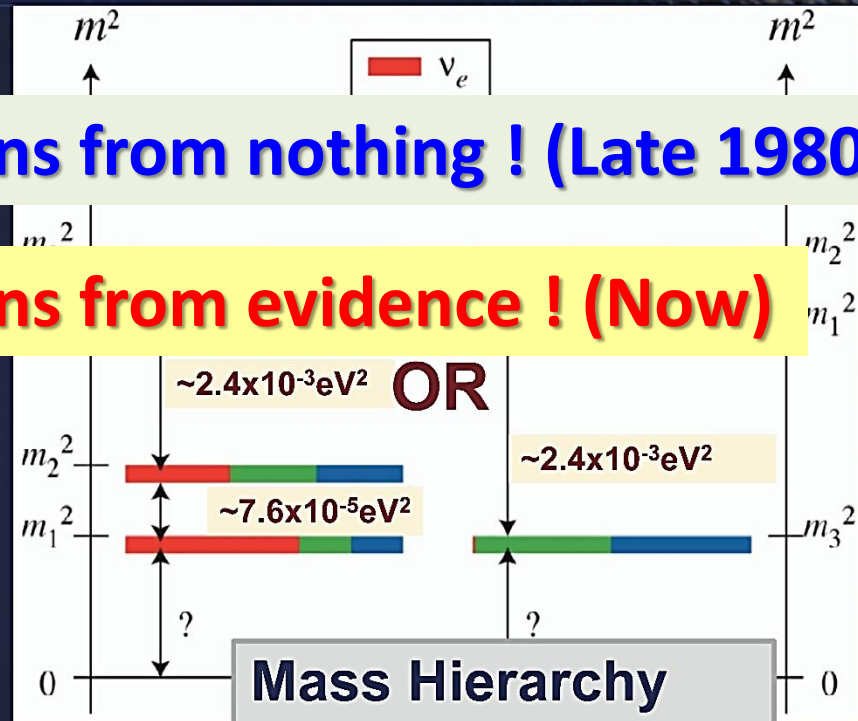 m² m²
νe
ns from nothing ! (Late 1980
m₂²
ns from evidence ! (Now)
m₁²
~2.4x10⁻³eV² OR
m₂² ~2.4x10⁻³eV²
~7.6x10⁻⁵eV²
m₁² m₃²
? ?
0 Mass Hierarchy 0